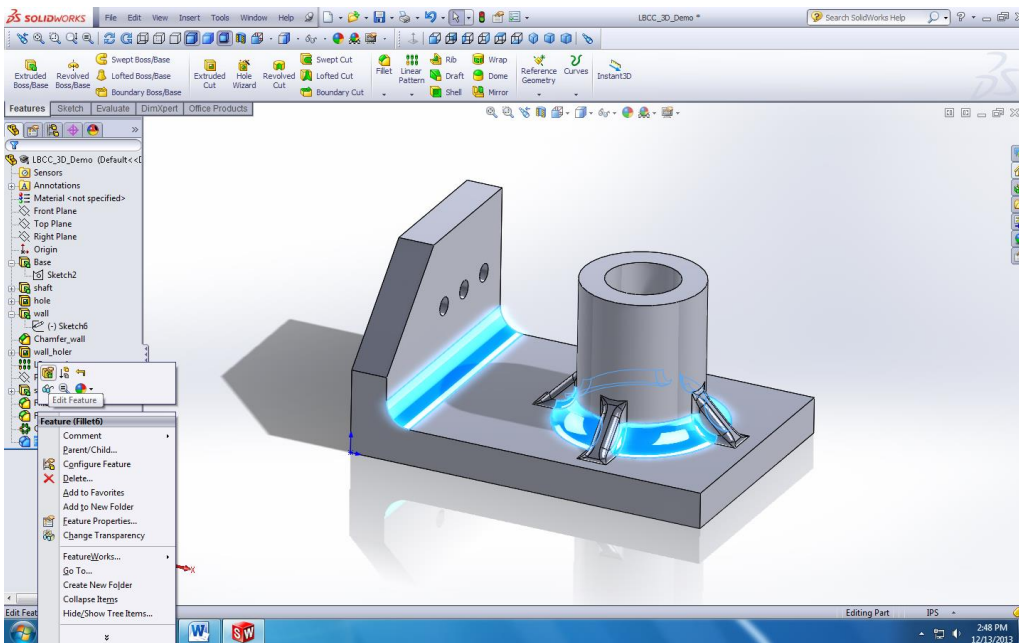 SOLIDWORKS File Edit View Insert Tools Window Help LBCC_3D_Demo * Search SolidWorks Help
Extruded Boss/Base
Revolved Boss/Base
Swept Boss/Base
Lofted Boss/Base
Boundary Boss/Base
Extruded Cut
Hole Wizard
Revolved Cut
Swept Cut
Lofted Cut
Boundary Cut
Fillet
Linear Pattern
Rib
Draft
Shell
Wrap
Dome
Mirror
Reference Geometry
Curves
Instant3D
Features Sketch Evaluate DimXpert Office Products
LBCC_3D_Demo (Default<<
Sensors
Annotations
Material <not specified>
Front Plane
Top Plane
Right Plane
Origin
Base
Sketch2
shaft
hole
wall
(-) Sketch6
Chamfer_wall
wall_holer
Edit Feature
Feature (Fillet6)
Comment
Parent/Child...
Configure Feature
Delete...
Add to Favorites
Add to New Folder
Feature Properties...
Change Transparency
FeatureWorks...
Go To...
Create New Folder
Collapse Items
Hide/Show Tree Items...
X
Edit Feat
Editing Part IPS
2:48 PM
12/13/2013